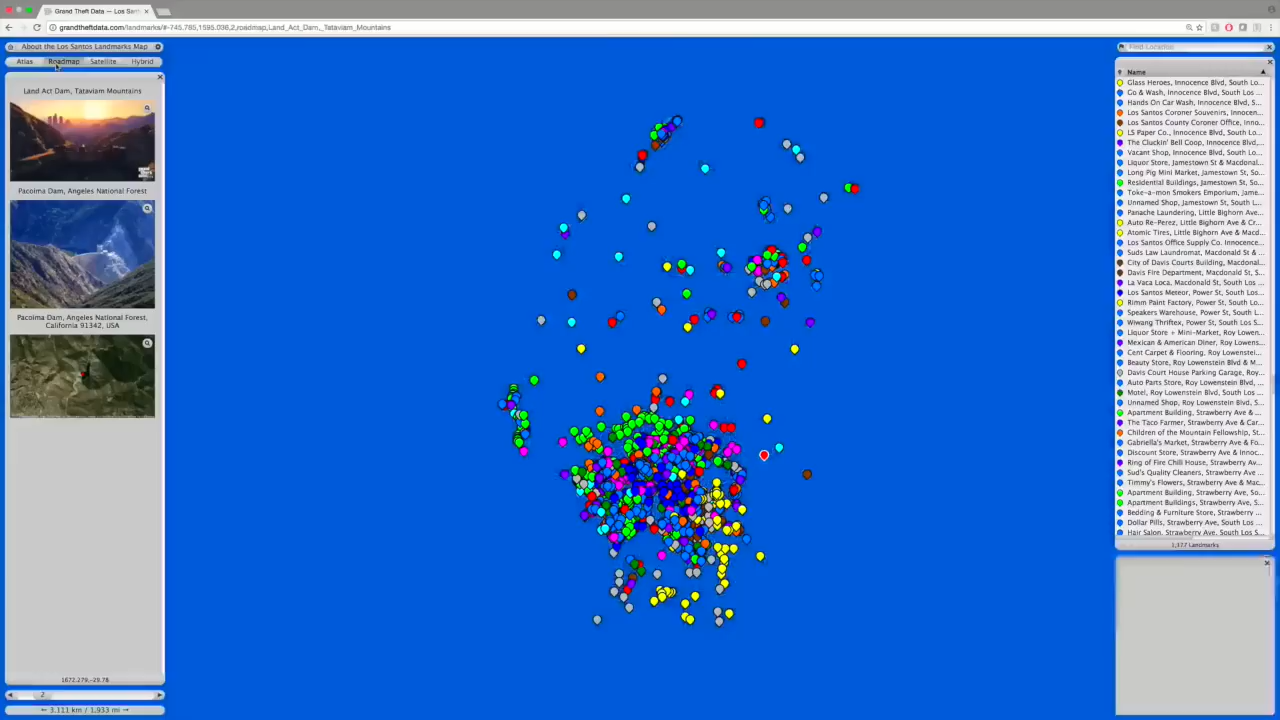 Grand Theft Data — Los Sant
grandtheftdata.com/landmarks/#-745.785,1595.036,2,roadmap,Land_Act_Dam,_Tataviam_Mountains
About the Los Santos Landmarks Map
Atlas Roadmap Satellite Hybrid
Land Act Dam, Tataviam Mountains
Pacoima Dam, Angeles National Forest
Pacoima Dam, Angeles National Forest,
California 91342, USA
1672.279,-29.78
2
← 3.111 km / 1.933 mi →
Find Location
Name
Glass Heroes, Innocence Blvd, South Lo...
Go & Wash, Innocence Blvd, South Los ...
Hands On Car Wash, Innocence Blvd, S...
Los Santos Coroner Souvenirs, Innocen...
Los Santos County Coroner Office, Inno...
LS Paper Co., Innocence Blvd, South Lo...
The Cluckin' Bell Coop, Innocence Blvd,...
Vacant Shop, Innocence Blvd, South Lo...
Liquor Store, Jamestown St & Macdonal...
Long Pig Mini Market, Jamestown St, So...
Residential Buildings, Jamestown St, So...
Toke-a-mon Smokes Emporium, Jame...
Unnamed Shop, Jamestown St, South L...
Panache Laundering, Little Bighorn Ave...
Auto Re-Perez, Little Bighorn Ave & Cr...
Atomic Tires, Little Bighorn Ave & Macd...
Los Santos Office Supply Co. Innocence...
Suds Law Laundromat, Macdonald St & ...
City of Davis Courts Building, Macdonal...
Davis Fire Department, Macdonald St, S...
La Vaca Loca, Macdonald St, South Los...
Los Santos Meteor, Power St, South Los...
Rimm Paint Factory, Power St, South Lo...
Speakers Warehouse, Power St, South L...
Wiwang Thriftex, Power St, South Los S...
Liquor Store + Mini-Market, Roy Lowen...
Mexican & American Diner, Roy Lowens...
Cent Carpet & Flooring, Roy Lowenstei...
Beauty Store, Roy Lowenstein Blvd & M...
Davis Court House Parking Garage, Roy...
Auto Parts Store, Roy Lowenstein Blvd, ...
Motel, Roy Lowenstein Blvd, South Los ...
Unnamed Shop, Roy Lowenstein Blvd, ...
Apartment Building, Strawberry Ave & ...
The Taco Farmer, Strawberry Ave & Car...
Children of the Mountain Fellowship, St...
Gabriella's Market, Strawberry Ave & Fo...
Discount Store, Strawberry Ave & Innoc...
Ring of Fire Chill House, Strawberry Av...
Sud's Quality Cleaners, Strawberry Ave ...
Timmy's Flowers, Strawberry Ave & Mac...
Apartment Building, Strawberry Ave, So...
Apartment Buildings, Strawberry Ave, S...
Bedding & Furniture Store, Strawberry ...
Dollar Pills, Strawberry Ave, South Los ...
Hair Salon, Strawberry Ave, South Los S...
1,377 Landmarks